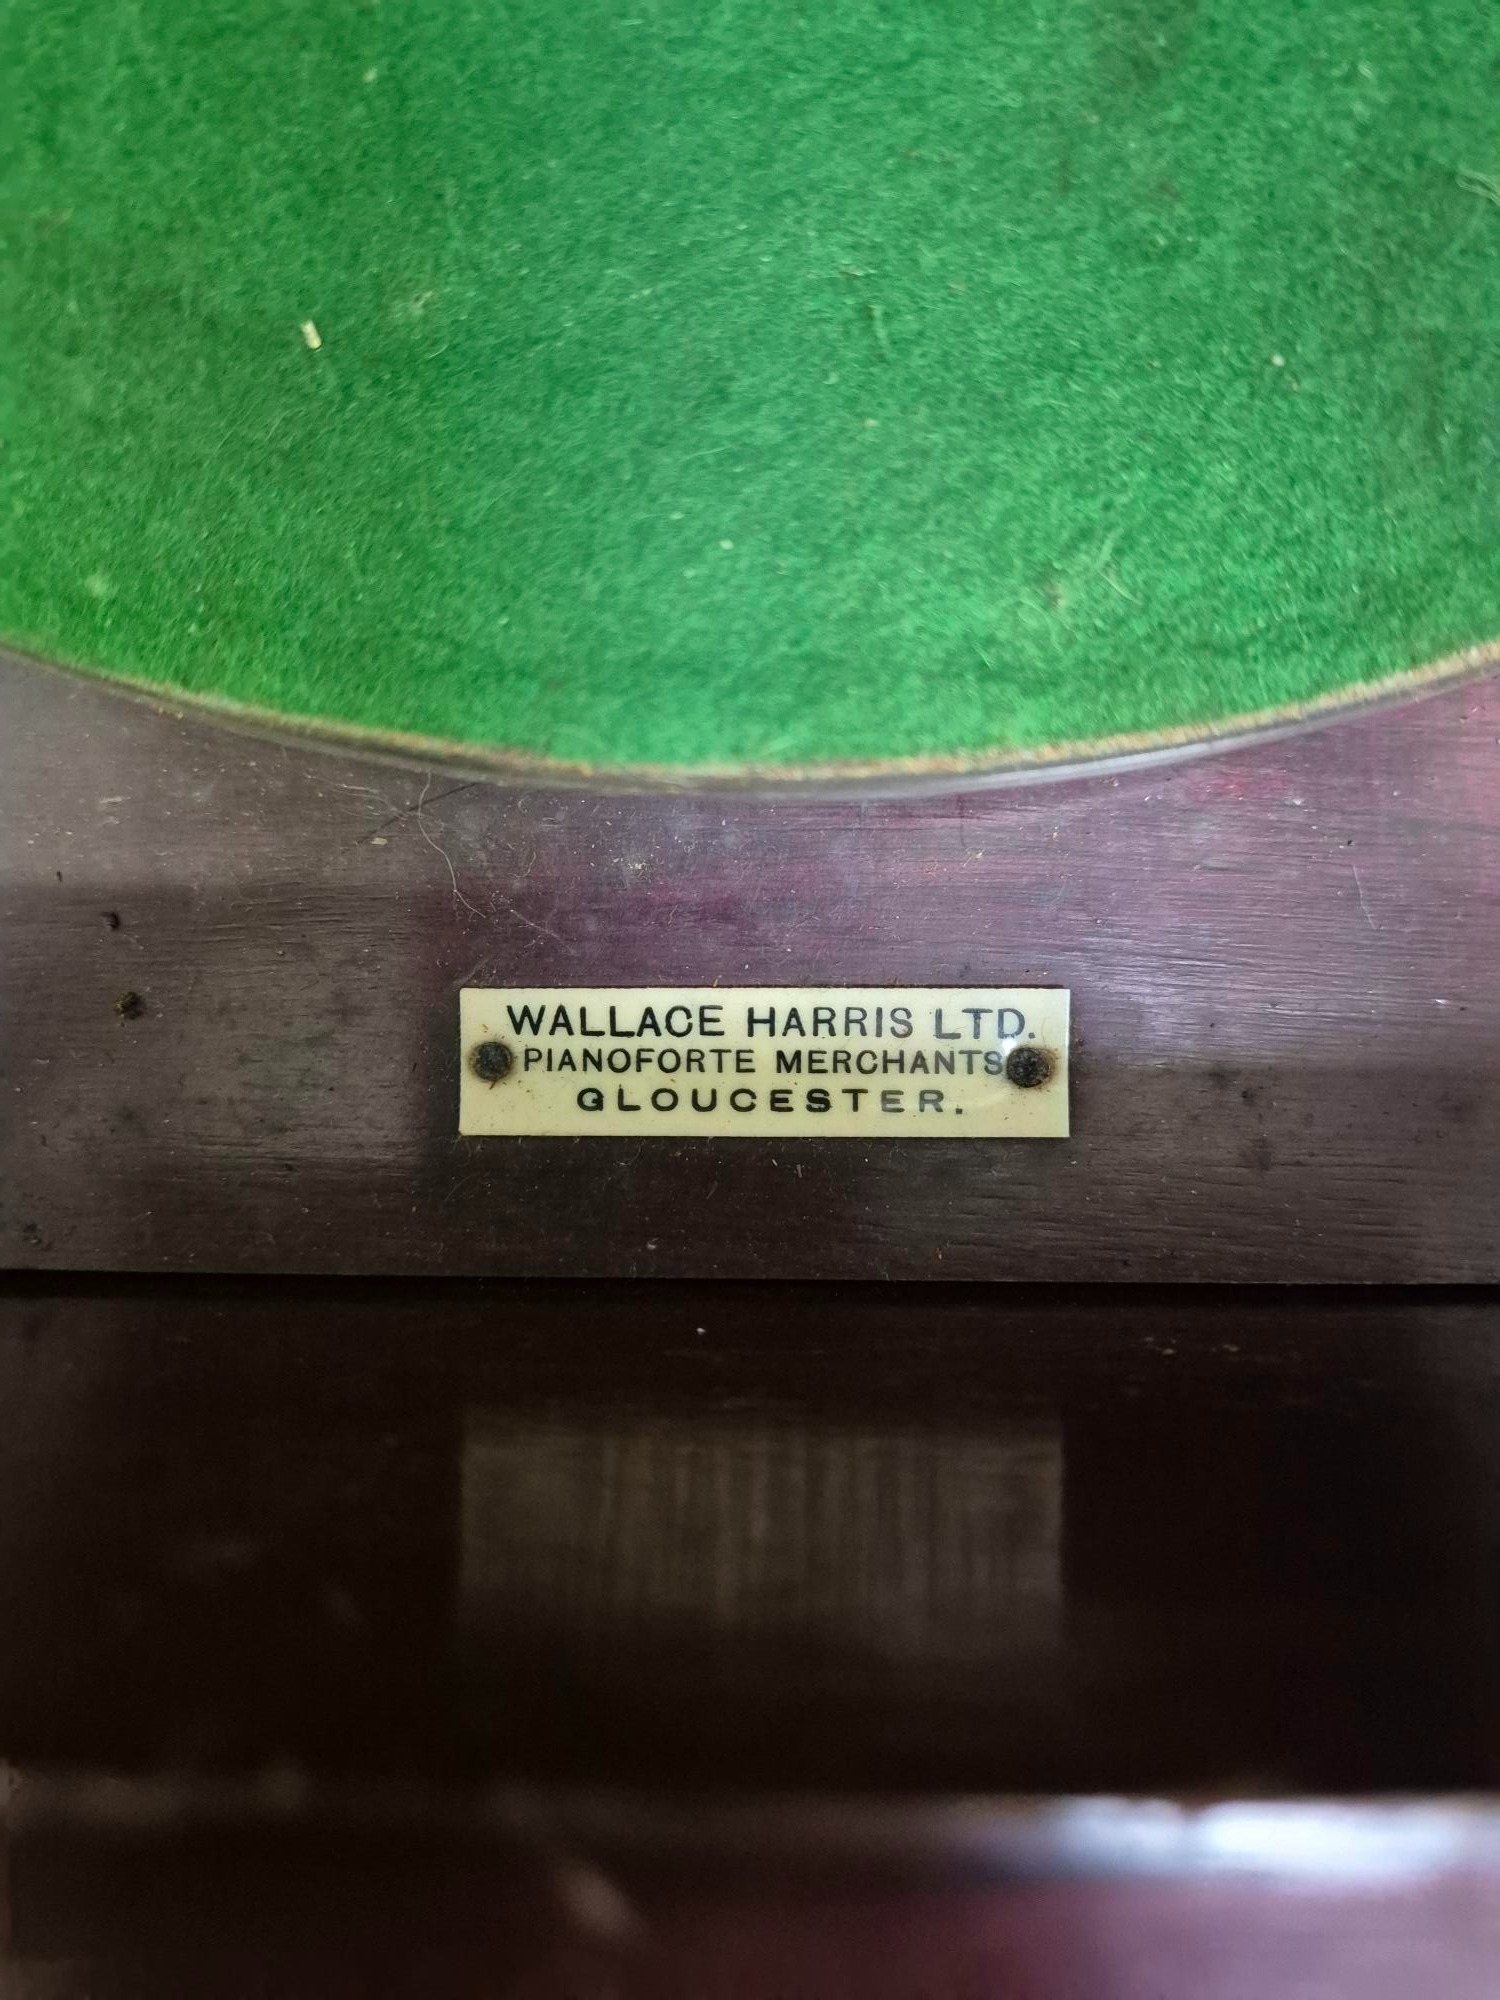 WALLACE HARRIS LTD.
PIANOFORTE MERCHANTS
GLOUCESTER.